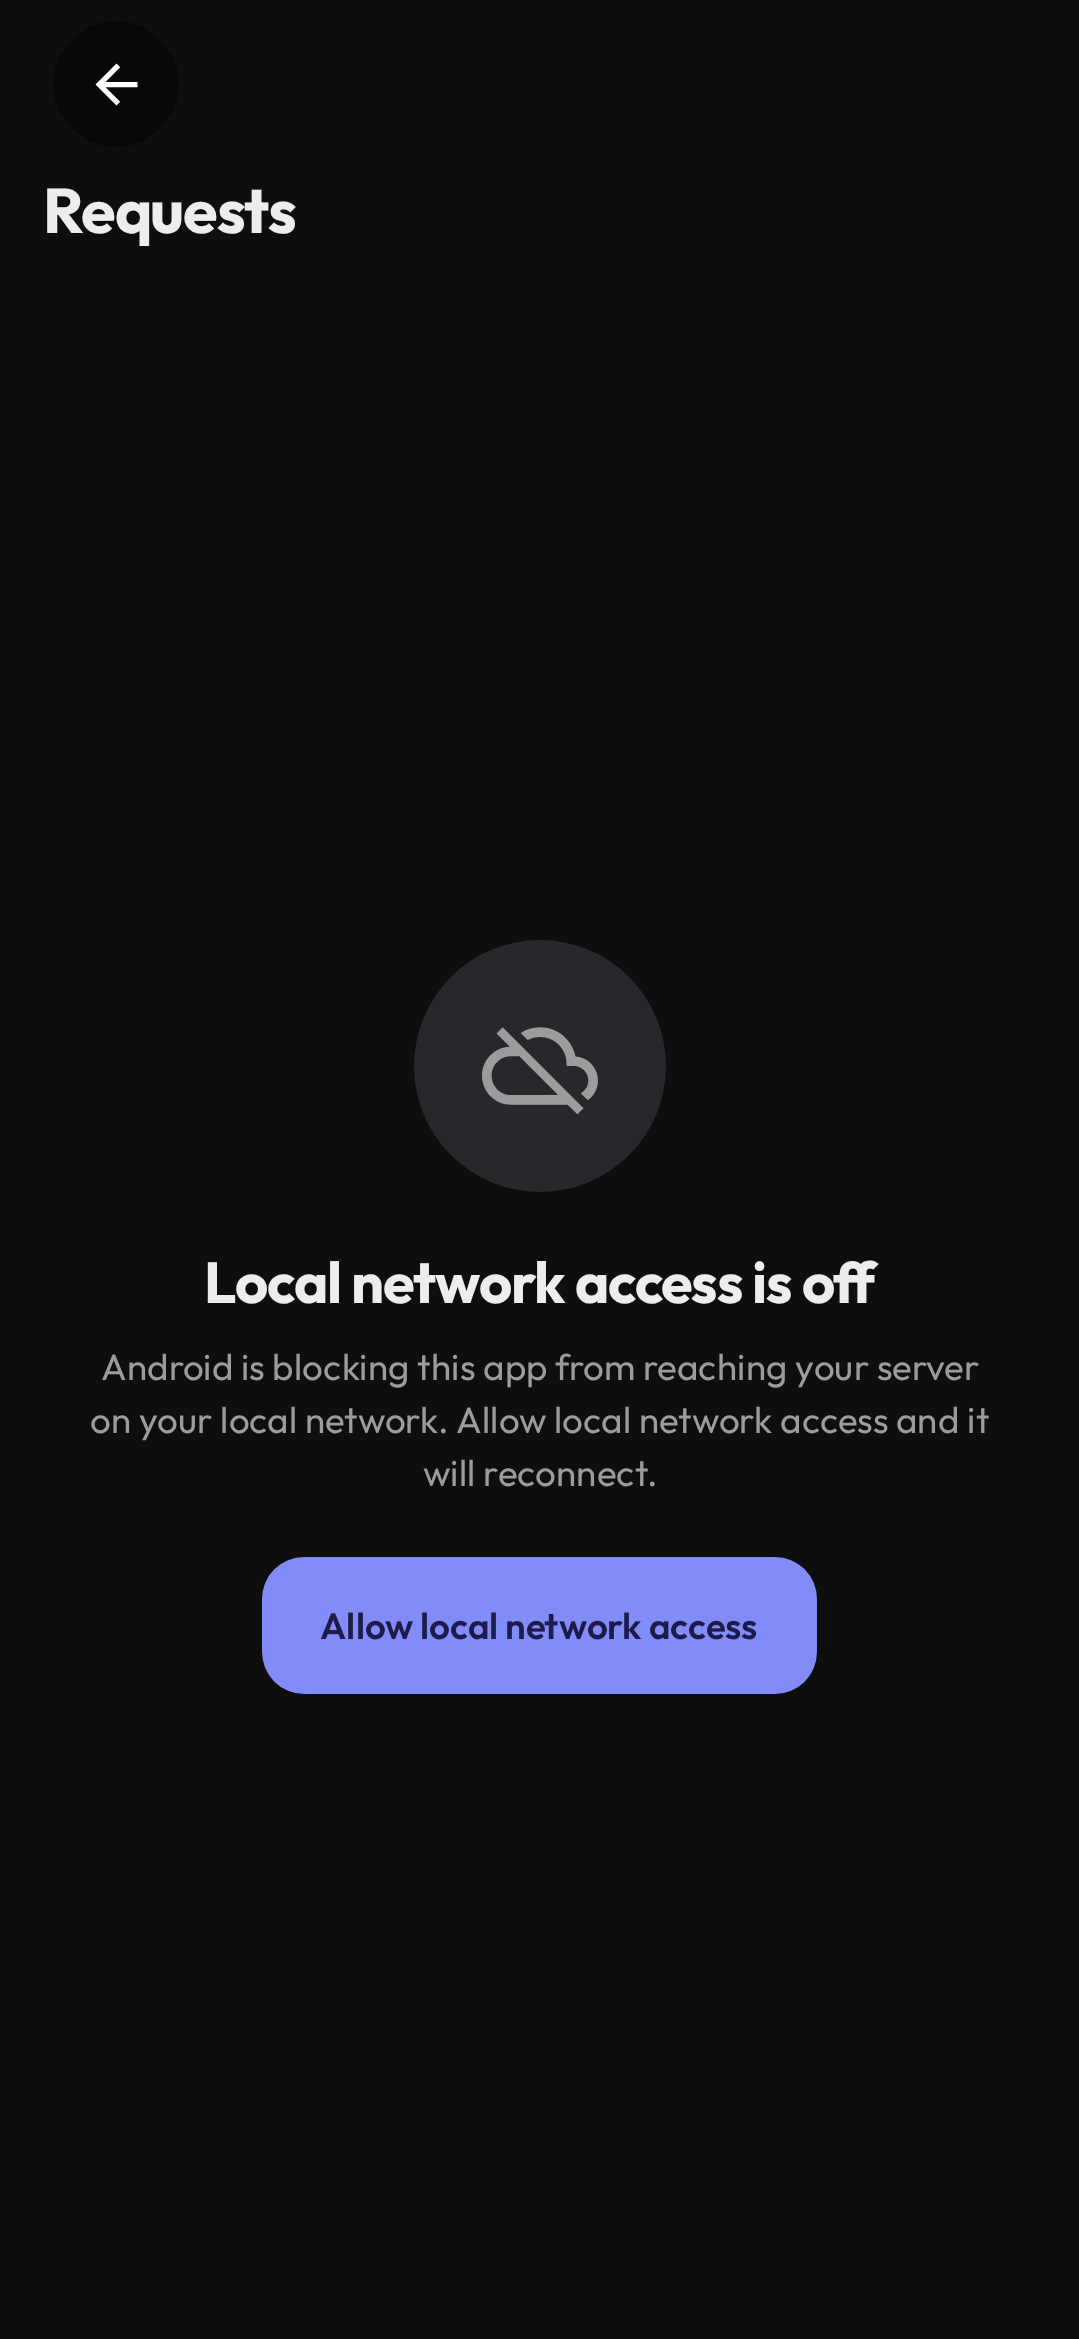 Requests
Local network access is off
Android is blocking this app from reaching your server
on your local network. Allow local network access and it
will reconnect.
Allow local network access